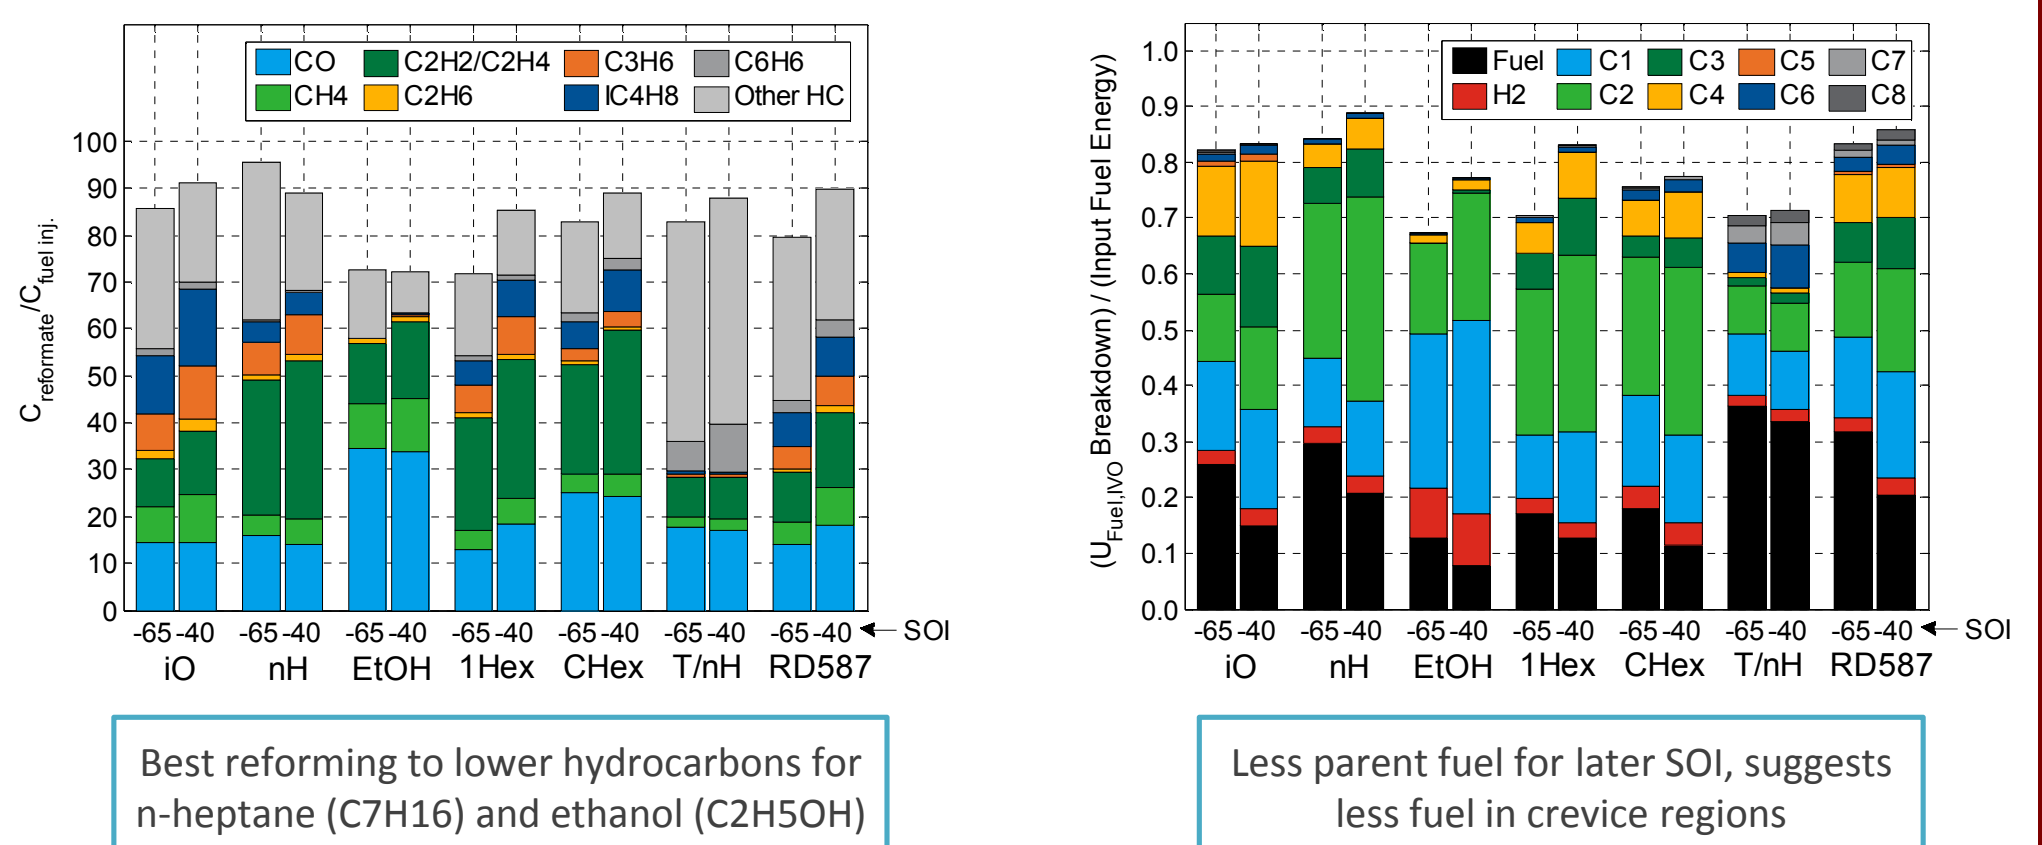 CO C2H2/C2H4 C3H6 C6H6
CH4 C2H6 IC4H8 Other HC
C_reformate/C_fuel inj.
100
90
80
70
60
50
40
30
20
10
0
-65 -40 -65 -40 -65 -40 -65 -40 -65 -40 -65 -40 -65 -40 SOI
iO nH EtOH 1Hex CHex T/nH RD587
Best reforming to lower hydrocarbons for
n-heptane (C7H16) and ethanol (C2H5OH)
Fuel C1 C3 C5 C7
H2 C2 C4 C6 C8
(U_Fuel,IVO Breakdown) / (Input Fuel Energy)
1.0
0.9
0.8
0.7
0.6
0.5
0.4
0.3
0.2
0.1
0.0
-65 -40 -65 -40 -65 -40 -65 -40 -65 -40 -65 -40 -65 -40 SOI
iO nH EtOH 1Hex CHex T/nH RD587
Less parent fuel for later SOI, suggests
less fuel in crevice regions